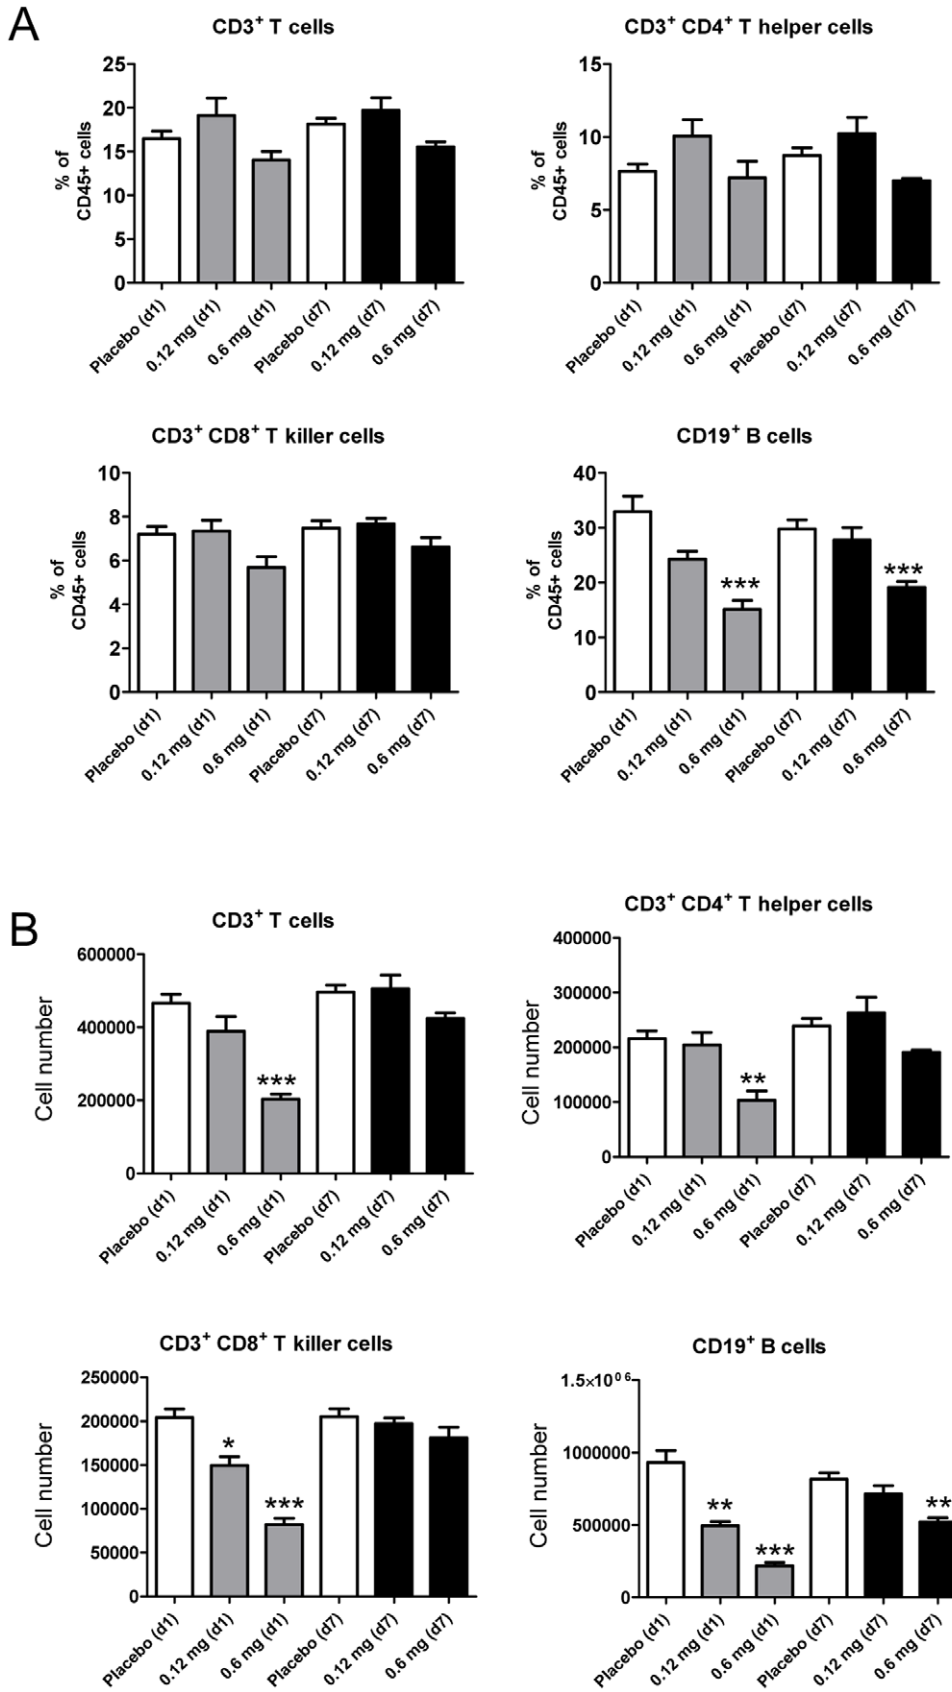 A
CD3⁺ T cells
25
20
15
10
5
0
% of
CD45+ cells
Placebo (d1)
0.12 mg (d1)
0.6 mg (d1)
Placebo (d7)
0.12 mg (d7)
0.6 mg (d7)
CD3⁺ CD4⁺ T helper cells
15
10
5
0
% of
CD45+ cells
Placebo (d1)
0.12 mg (d1)
0.6 mg (d1)
Placebo (d7)
0.12 mg (d7)
0.6 mg (d7)
CD3⁺ CD8⁺ T killer cells
10
8
6
4
2
0
% of
CD45+ cells
Placebo (d1)
0.12 mg (d1)
0.6 mg (d1)
Placebo (d7)
0.12 mg (d7)
0.6 mg (d7)
CD19⁺ B cells
40
30
20
10
0
% of
CD45+ cells
***
***
Placebo (d1)
0.12 mg (d1)
0.6 mg (d1)
Placebo (d7)
0.12 mg (d7)
0.6 mg (d7)
B
CD3⁺ T cells
600000
400000
200000
0
Cell number
***
Placebo (d1)
0.12 mg (d1)
0.6 mg (d1)
Placebo (d7)
0.12 mg (d7)
0.6 mg (d7)
CD3⁺ CD4⁺ T helper cells
400000
300000
200000
100000
0
Cell number
**
Placebo (d1)
0.12 mg (d1)
0.6 mg (d1)
Placebo (d7)
0.12 mg (d7)
0.6 mg (d7)
CD3⁺ CD8⁺ T killer cells
250000
200000
150000
100000
50000
0
Cell number
*
***
Placebo (d1)
0.12 mg (d1)
0.6 mg (d1)
Placebo (d7)
0.12 mg (d7)
0.6 mg (d7)
CD19⁺ B cells
1.5×10⁰⁶
1000000
500000
0
Cell number
**
***
**
Placebo (d1)
0.12 mg (d1)
0.6 mg (d1)
Placebo (d7)
0.12 mg (d7)
0.6 mg (d7)